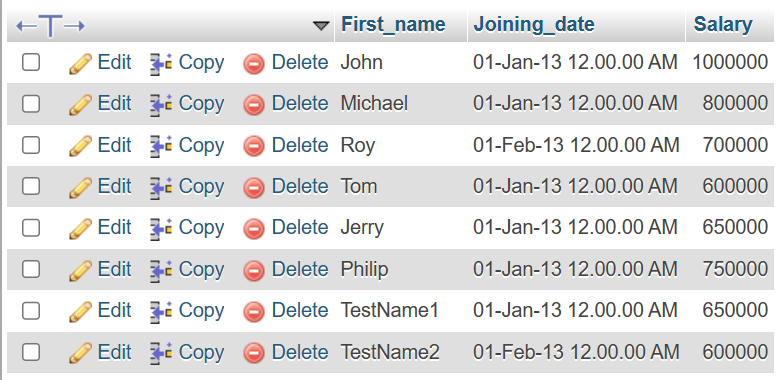 First_name Joining_date Salary
Edit Copy Delete John 01-Jan-13 12.00.00 AM 1000000
Edit Copy Delete Michael 01-Jan-13 12.00.00 AM 800000
Edit Copy Delete Roy 01-Feb-13 12.00.00 AM 700000
Edit Copy Delete Tom 01-Jan-13 12.00.00 AM 600000
Edit Copy Delete Jerry 01-Jan-13 12.00.00 AM 650000
Edit Copy Delete Philip 01-Jan-13 12.00.00 AM 750000
Edit Copy Delete TestName1 01-Jan-13 12.00.00 AM 650000
Edit Copy Delete TestName2 01-Feb-13 12.00.00 AM 600000